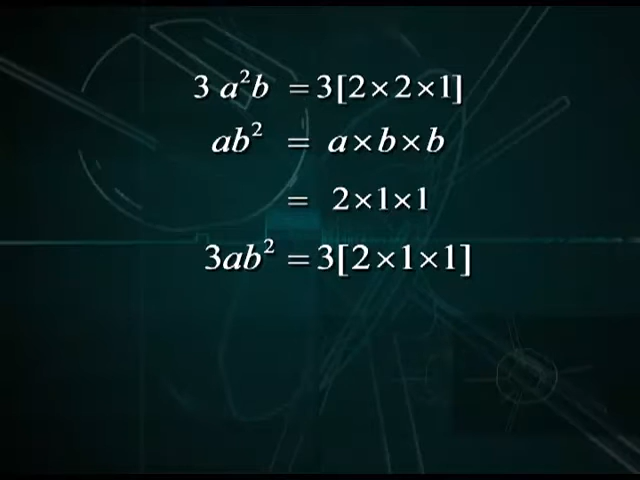 3 a²b = 3[2×2×1]
ab² = a×b×b
= 2×1×1
3ab² = 3[2×1×1]